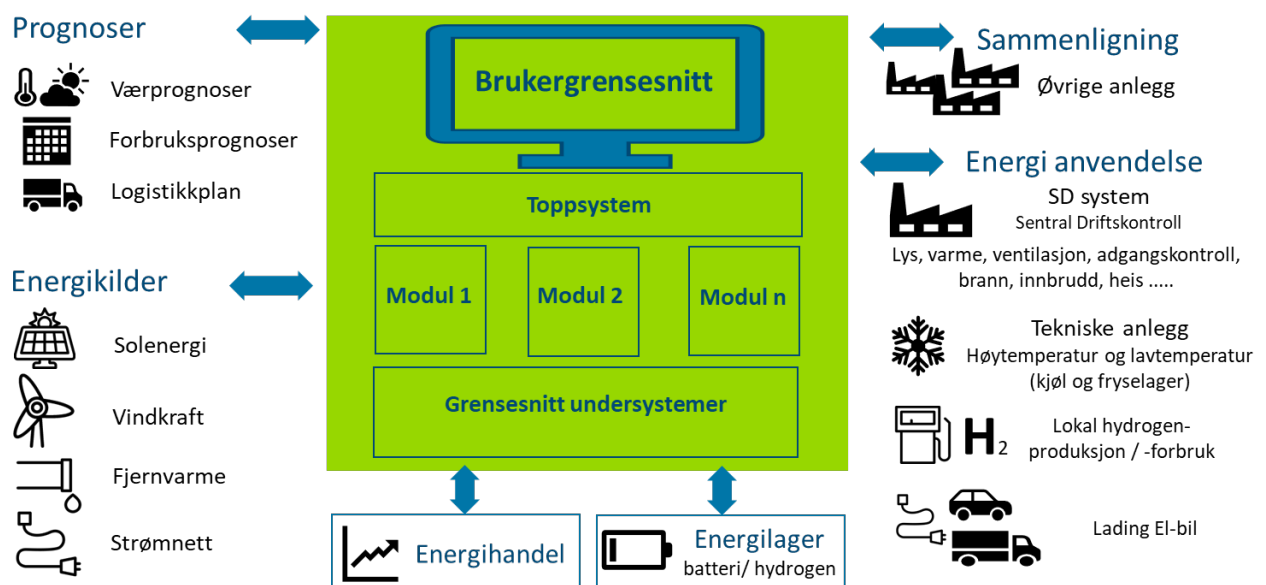 Prognoser
Værprognoser
Forbruksprognoser
Logistikkplan
Energikilder
Solenergi
Vindkraft
Fjernvarme
Strømnett
Brukergrensesnitt
Toppsystem
Modul 1
Modul 2
Modul n
Grensesnitt undersystemer
Energihandel
Energilager
batteri/ hydrogen
Sammenligning
Øvrige anlegg
Energi anvendelse
SD system
Sentral Driftskontroll
Lys, varme, ventilasjon, adgangskontroll,
brann, innbrudd, heis .....
Tekniske anlegg
Høytemperatur og lavtemperatur
(kjøl og fryselager)
H2
Lokal hydrogen-
produksjon / -forbruk
Lading El-bil